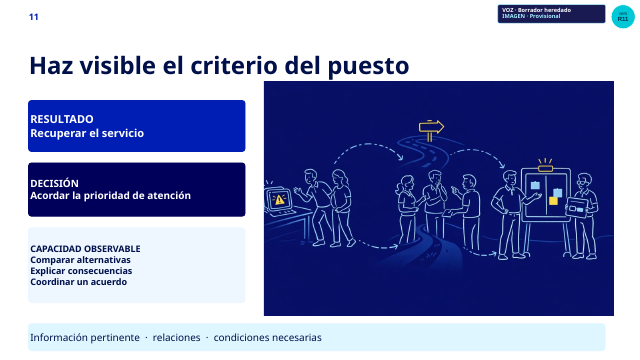 11
VOZ · Borrador heredado
IMAGEN · Provisional
R11
Haz visible el criterio del puesto
RESULTADO
Recuperar el servicio
DECISIÓN
Acordar la prioridad de atención
CAPACIDAD OBSERVABLE
Comparar alternativas
Explicar consecuencias
Coordinar un acuerdo
Información pertinente · relaciones · condiciones necesarias